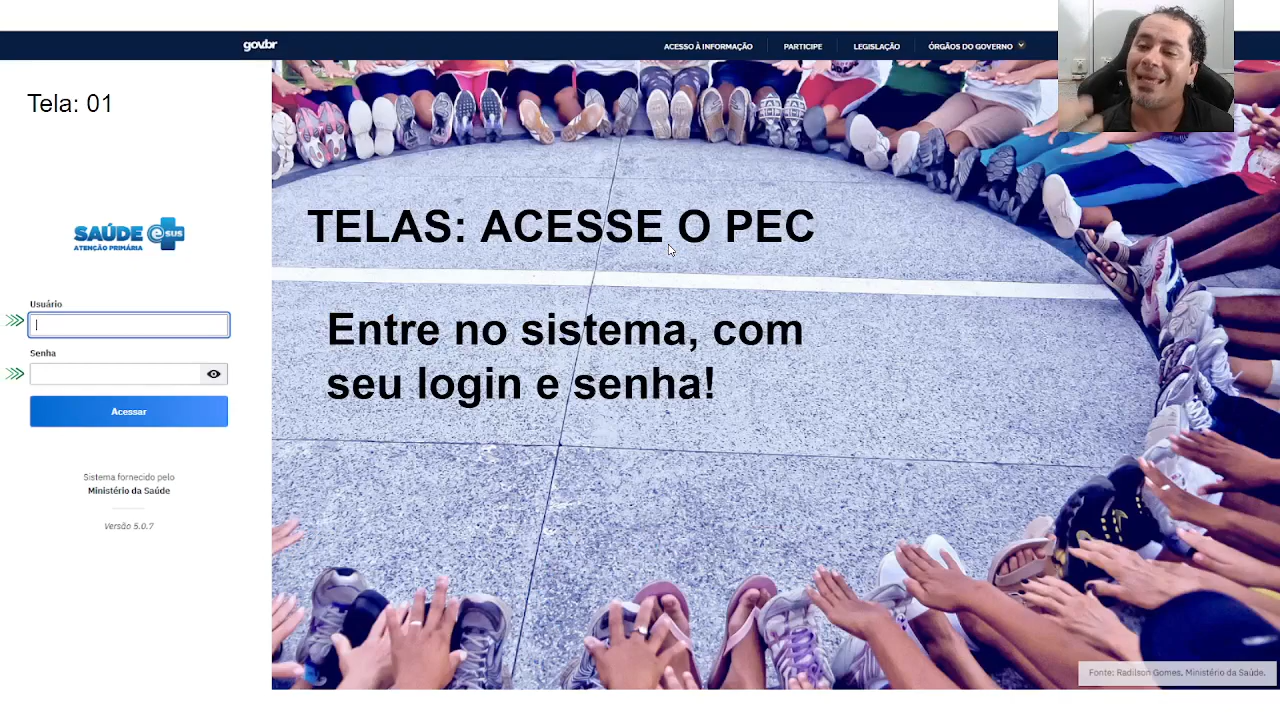 gov.br
ACESSO À INFORMAÇÃO
PARTICIPE
LEGISLAÇÃO
ÓRGÃOS DO GOVERNO
Tela: 01
SAÚDE e SUS
ATENÇÃO PRIMÁRIA
TELAS: ACESSE O PEC
Entre no sistema, com
seu login e senha!
Usuário
Senha
Acessar
Sistema fornecido pelo
Ministério da Saúde
Versão 5.0.7
Fonte: Radilson Gomes. Ministério da Saúde.